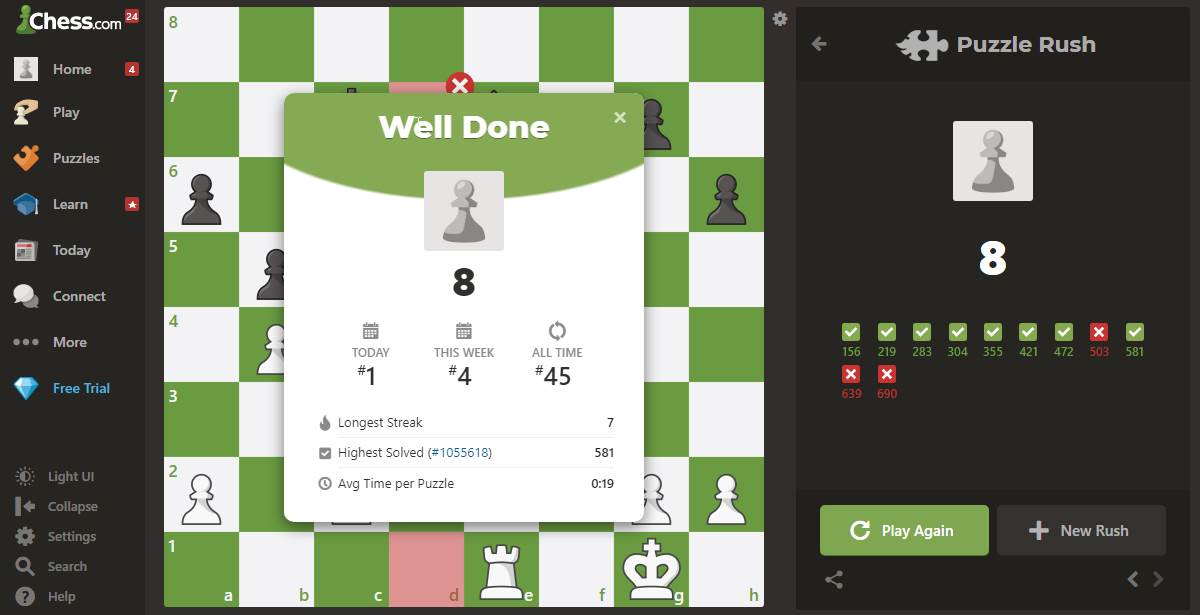 Chess.com 24
Home 4
Play
Puzzles
Learn
Today
Connect
More
Free Trial
Light UI
Collapse
Settings
Search
Help
8
7
6
5
4
3
2
1
a b c d e f g h
Well Done
8
TODAY THIS WEEK ALL TIME
#1 #4 #45
Longest Streak 7
Highest Solved (#1055618) 581
Avg Time per Puzzle 0:19
Puzzle Rush
8
156 219 283 304 355 421 472 503 581
639 690
Play Again
New Rush